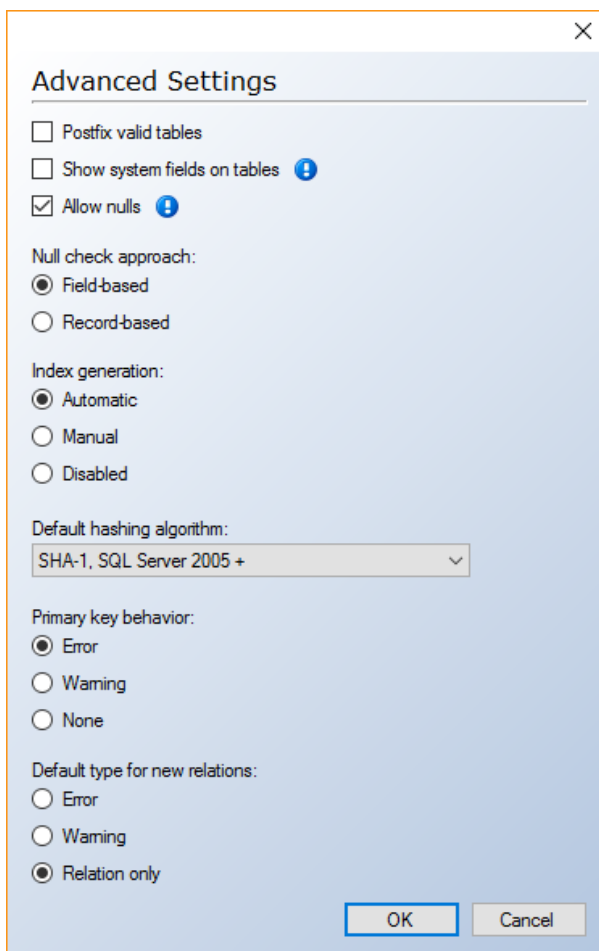 Advanced Settings
Postfix valid tables
Show system fields on tables
Allow nulls
Null check approach:
Field-based
Record-based
Index generation:
Automatic
Manual
Disabled
Default hashing algorithm:
SHA-1, SQL Server 2005 +
Primary key behavior:
Error
Warning
None
Default type for new relations:
Error
Warning
Relation only
OK Cancel